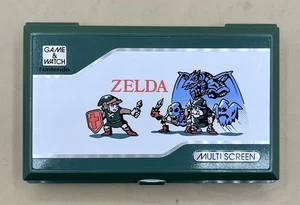 GAME &
WATCH
Nintendo
ZELDA
MULTI SCREEN